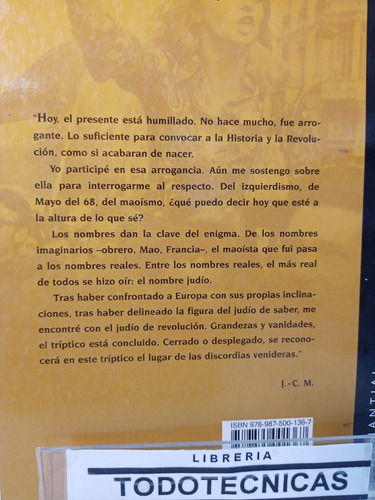 "Hoy, el presente está humillado. No hace mucho, fue arro-
gante. Lo suficiente para convocar a la Historia y la Revolu-
ción, como si acabaran de nacer.
Yo participé en esa arrogancia. Aún me sostengo sobre
ella para interrogarme al respecto. Del izquierdismo, de
Mayo del 68, del maoísmo, ¿qué puedo decir hoy que esté a
la altura de lo que sé?
Los nombres dan la clave del enigma. De los nombres
imaginarios –obrero, Mao, Francia–, el maoísta que fui pasa
a los nombres reales. Entre los nombres reales, el más real
de todos se hizo oír: el nombre judío.
Tras haber confrontado a Europa con sus propias inclina-
ciones, tras haber delineado la figura del judío de saber, me
encontré con el judío de revolución. Grandezas y vanidades,
el tríptico está concluido. Cerrado o desplegado, se recono-
cerá en este tríptico el lugar de las discordias venideras."
J.-C. M.
ISBN 978-987-500-136-7
ANTIAL
LIBRERIA
TODOTECNICAS